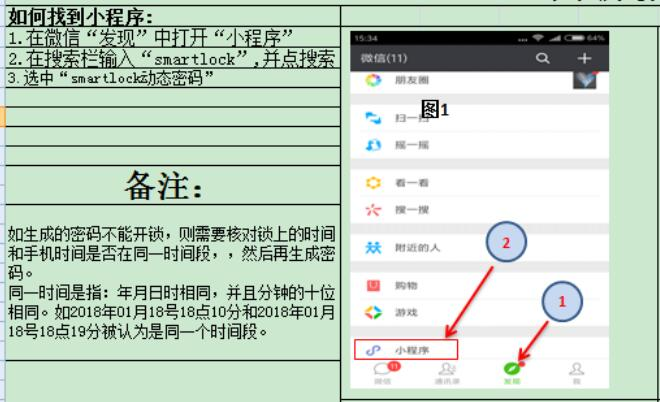 如何找到小程序:
1.在微信“发现”中打开“小程序”
2.在搜索栏输入“smartlock”,并点搜索
3.选中“smartlock动态密码”
备注:
如生成的密码不能开锁，则需要核对锁上的时间
和手机时间是否在同一时间段，，然后再生成密
码。
同一时间是指：年月日时相同，并且分钟的十位
相同。如2018年01月18号18点10分和2018年01月
18号18点19分被认为是同一个时间段。
15:34
64%
微信(11)
朋友圈
图1
扫一扫
摇一摇
看一看
搜一搜
附近的人
2
购物
1
游戏
小程序
11
微信
通讯录
发现
我